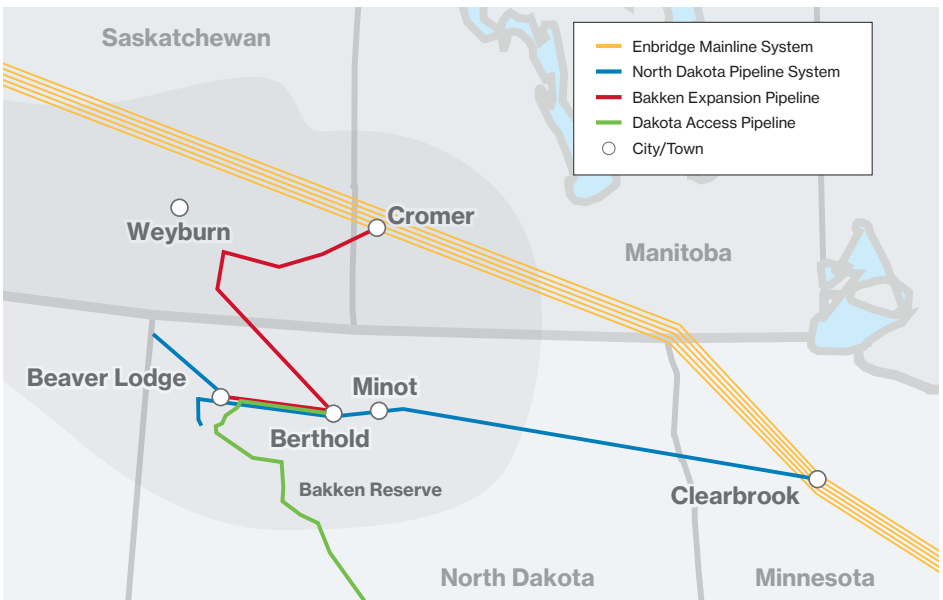 Saskatchewan
Enbridge Mainline System
North Dakota Pipeline System
Bakken Expansion Pipeline
Dakota Access Pipeline
City/Town
Cromer
Weyburn
Manitoba
Beaver Lodge
Minot
Berthold
Bakken Reserve
Clearbrook
North Dakota
Minnesota